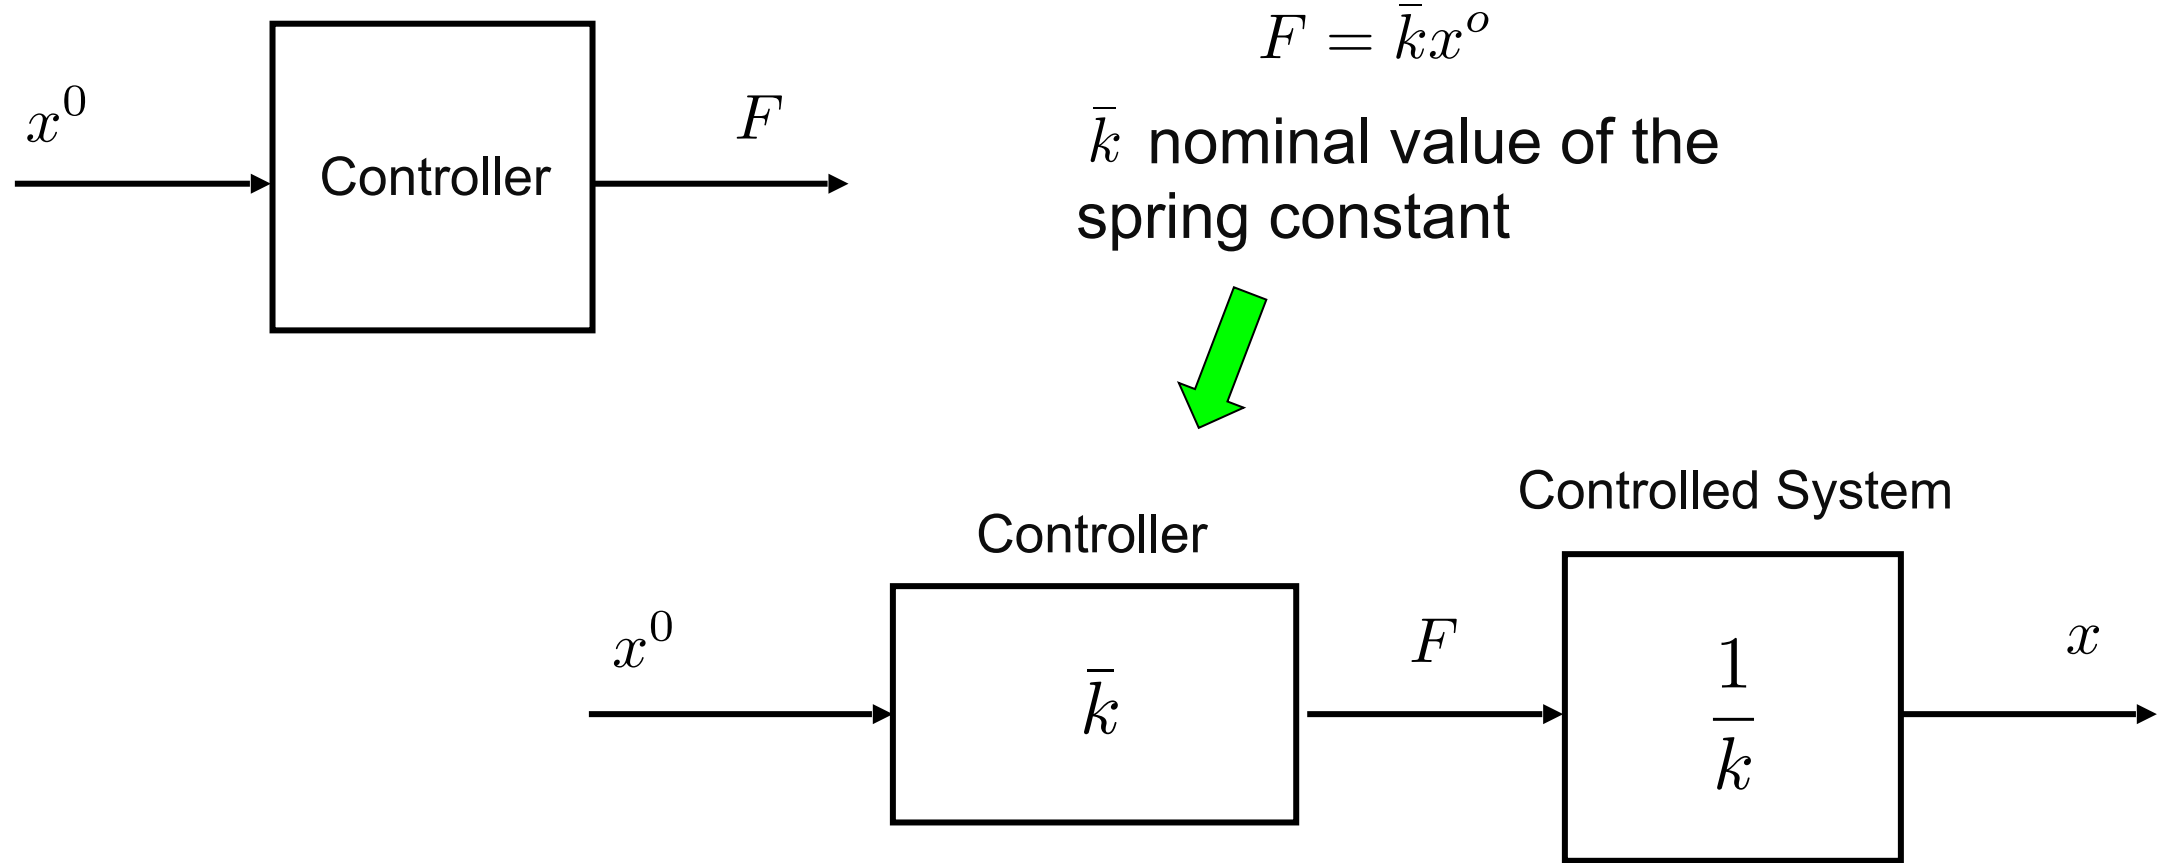 F = k̄x^o
x^0
F
Controller
k̄ nominal value of the
spring constant
Controlled System
Controller
x^0
k̄
F
1/k
x